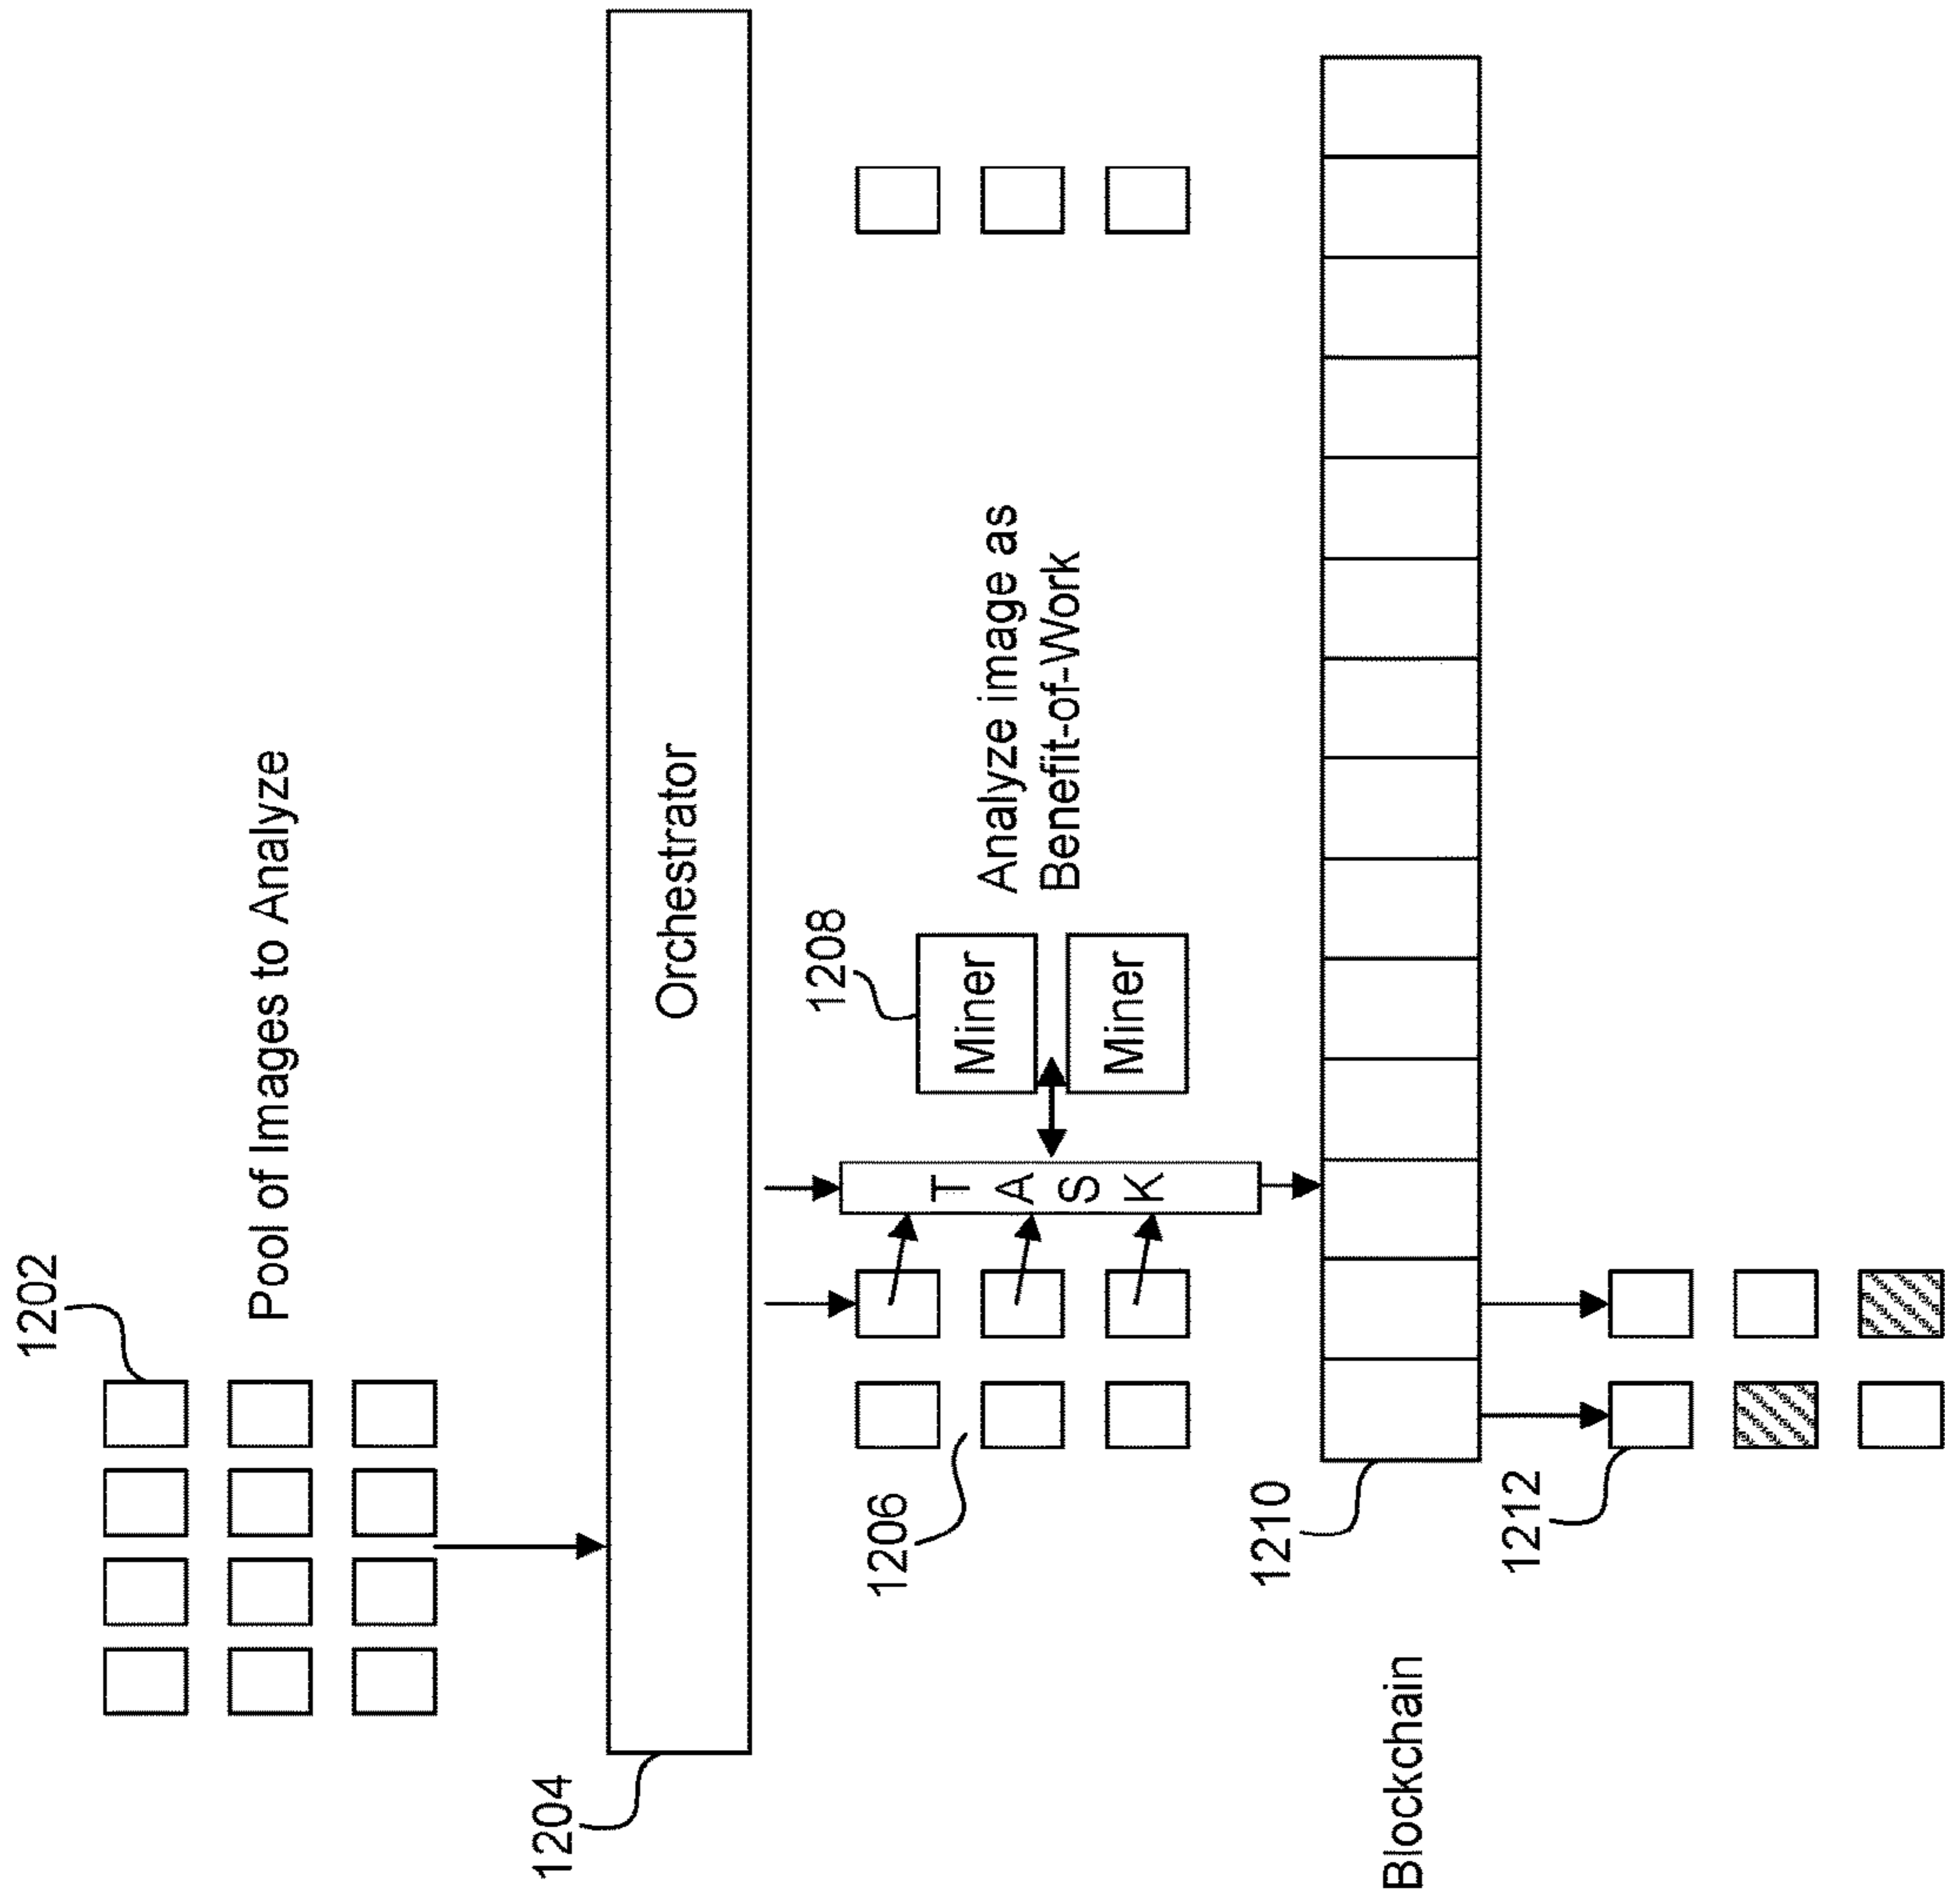 1202
Pool of Images to Analyze
1204
Orchestrator
1206
TASK
1208
Miner
Miner
Analyze image as
Benefit-of-Work
1210
Blockchain
1212